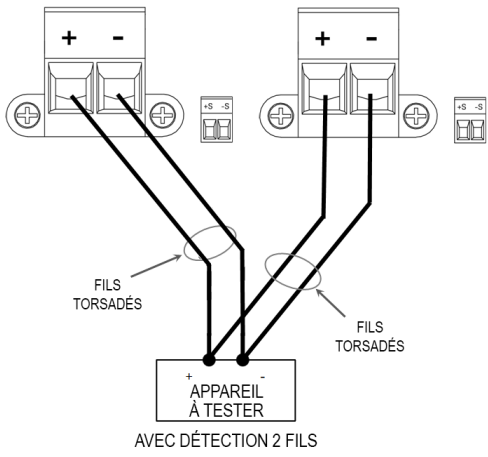 + -
+ -
+S -S
+S -S
FILS
TORSADÉS
FILS
TORSADÉS
+ -
APPAREIL
À TESTER
AVEC DÉTECTION 2 FILS